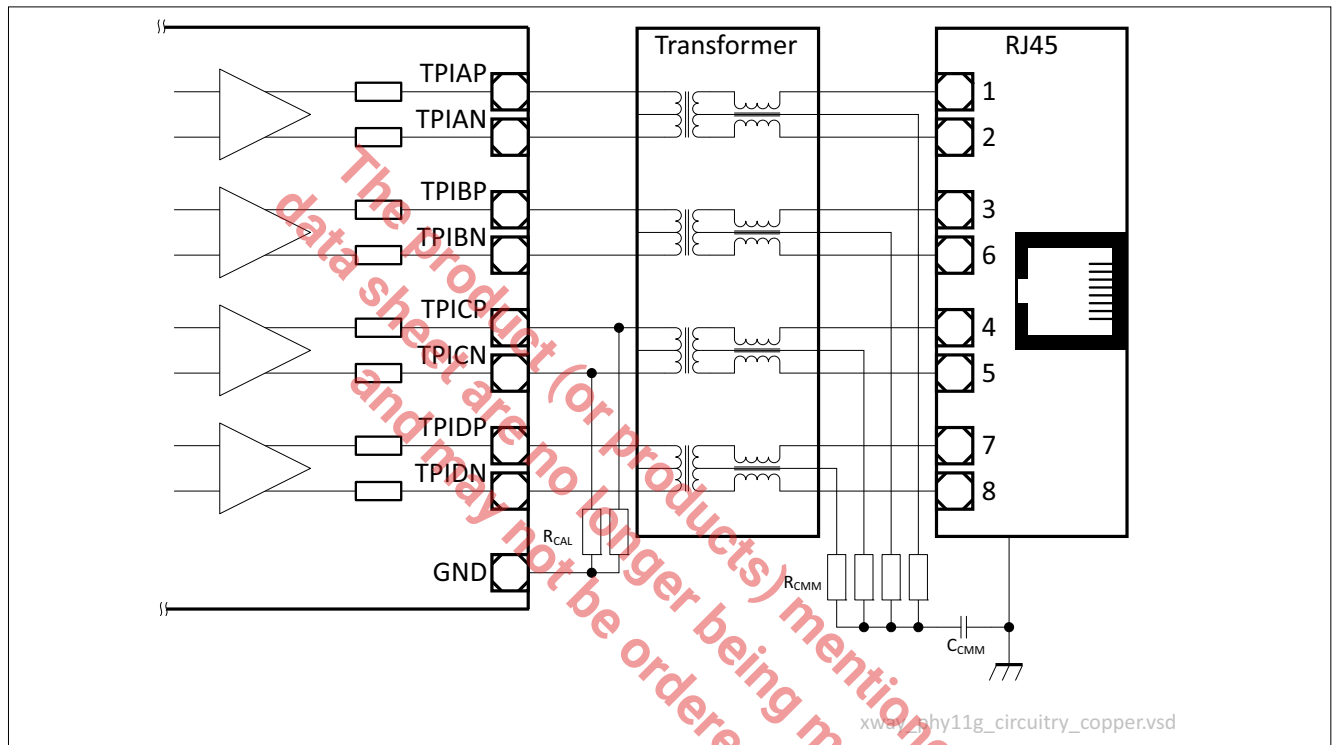 Transformer
RJ45
TPIAP
1
TPIAN
2
TPIBP
3
TPIBN
6
TPICP
4
TPICN
5
TPIDP
7
TPIDN
8
RCAL
GND
RCMM
CCMM
The product (or products) mentione
data sheet are no longer being m
and may not be ordere
xway_phy11g_circuitry_copper.vsd